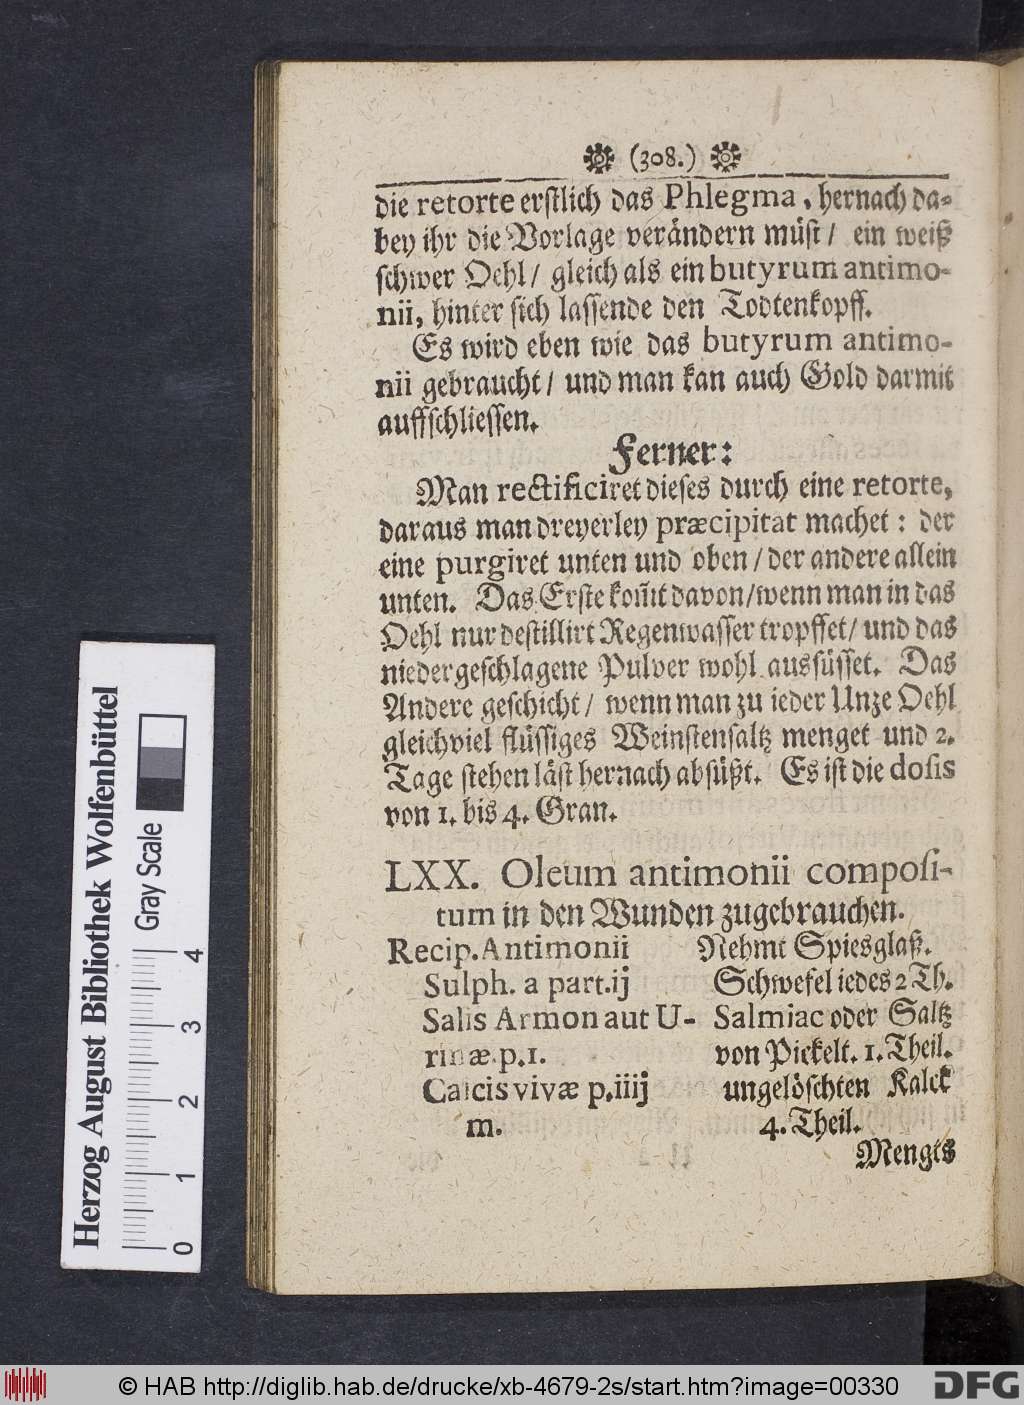 (308.)
die retorte erstlich das Phlegma, hernach da-
bey ihr die Vorlage verändern müst / ein weiß
schwer Oehl / gleich als ein butyrum antimo-
nii, hinter sich lassende den Todtenkopff.
Es wird eben wie das butyrum antimo-
nii gebraucht / und man kan auch Gold darmit
auffschliessen.
Ferner:
Man rectificiret dieses durch eine retorte,
daraus man dreyerley præcipitat machet : der
eine purgiret unten und oben / der andere allein
unten. Das Erste kom̃t davon / wenn man in das
Oehl nur destillirt Regenwasser tropffet / und das
niedergeschlagene Pulver wohl aussüsset. Das
Andere geschicht / wenn man zu ieder Unze Oehl
gleichviel flüssiges Weinstensaltz menget und 2.
Tage stehen läst hernach absüßt. Es ist die dosis
von 1. bis 4. Gran.
LXX. Oleum antimonii composi-
tum in den Wunden zugebrauchen.
Recip. Antimonii Nehmt Spiesglaß.
Sulph. a part. ij Schwefel iedes 2 Th.
Salis Armon aut U- Salmiac oder Saltz
rinæ. p. 1. von Pickelt. 1. Theil.
Calcis vivæ p. iiij ungelöschten Kalck
m. 4. Theil.
Mengts
Herzog August Bibliothek Wolfenbüttel
Gray Scale
0 1 2 3 4
© HAB http://diglib.hab.de/drucke/xb-4679-2s/start.htm?image=00330
DFG